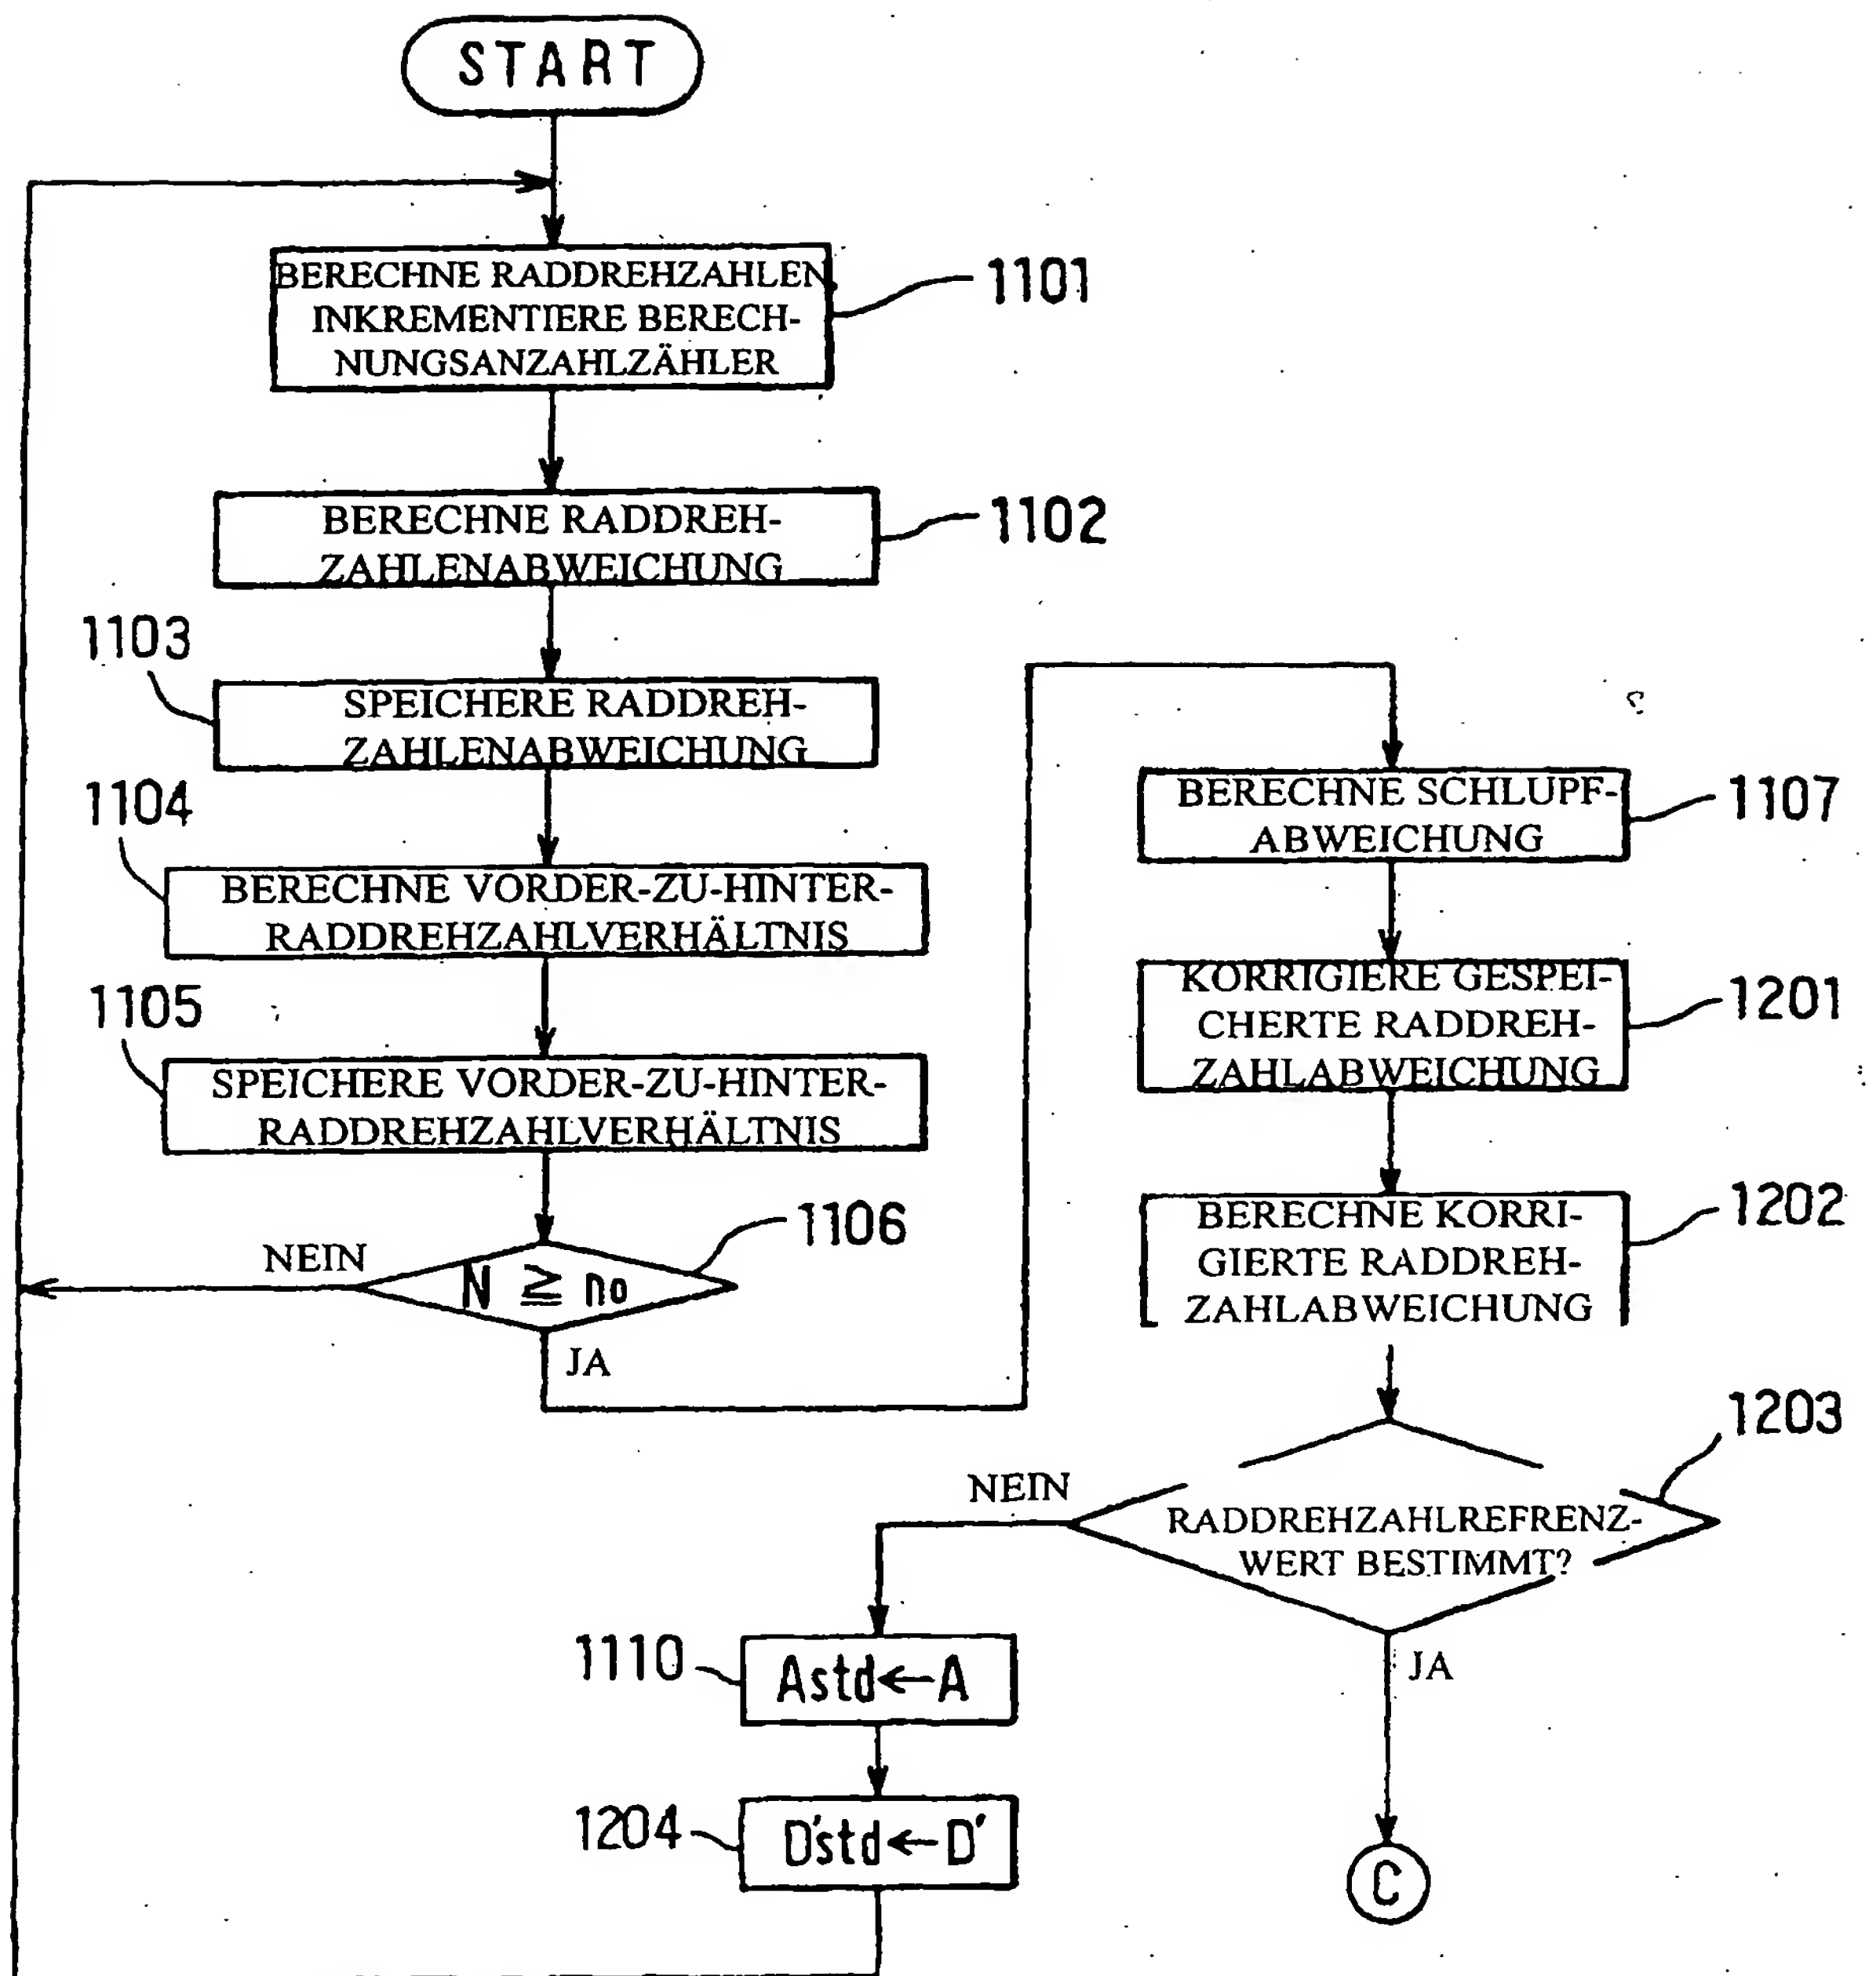 START
BERECHNE RADDREHZAHLEN
INKREMENTIERE BERECH-
NUNGSANZAHLZÄHLER
1101
BERECHNE RADDREH-
ZAHLENABWEICHUNG
1102
1103
SPEICHERE RADDREH-
ZAHLENABWEICHUNG
1104
BERECHNE VORDER-ZU-HINTER-
RADDREHZAHLVERHÄLTNIS
1105
SPEICHERE VORDER-ZU-HINTER-
RADDREHZAHLVERHÄLTNIS
1106
NEIN
N ≧ no
JA
BERECHNE SCHLUPF-
ABWEICHUNG
1107
KORRIGIERE GESPEI-
CHERTE RADDREH-
ZAHLABWEICHUNG
1201
BERECHNE KORRI-
GIERTE RADDREH-
ZAHLABWEICHUNG
1202
1203
NEIN
RADDREHZAHLREFRENZ-
WERT BESTIMMT?
JA
1110
Astd←A
1204
D'std←D'
C